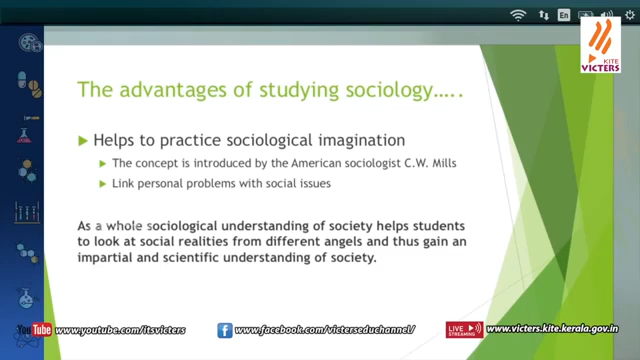 En
KITE
VICTERS
The advantages of studying sociology.....
Helps to practice sociological imagination
The concept is introduced by the American sociologist C.W. Mills
Link personal problems with social issues
As a whole sociological understanding of society helps students
to look at social realities from different angels and thus gain an
impartial and scientific understanding of society.
YouTube www.youtube.com/itsvicters
f www.facebook.com/victerseduchannel/
LIVE STREAMING www.victers.kite.kerala.gov.in